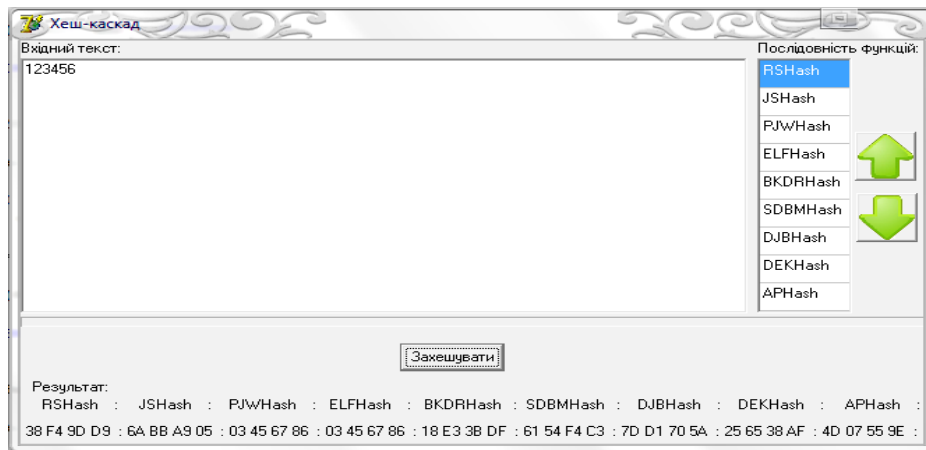 Хеш-каскад
Вхідний текст:
Послідовність функцій:
123456
RSHash
JSHash
PJWHash
ELFHash
BKDRHash
SDBMHash
DJBHash
DEKHash
APHash
Захешувати
Результат:
RSHash : JSHash : PJWHash : ELFHash : BKDRHash : SDBMHash : DJBHash : DEKHash : APHash :
38 F4 9D D9 : 6A BB A9 05 : 03 45 67 86 : 03 45 67 86 : 18 E3 3B DF : 61 54 F4 C3 : 7D D1 70 5A : 25 65 38 AF : 4D 07 55 9E :